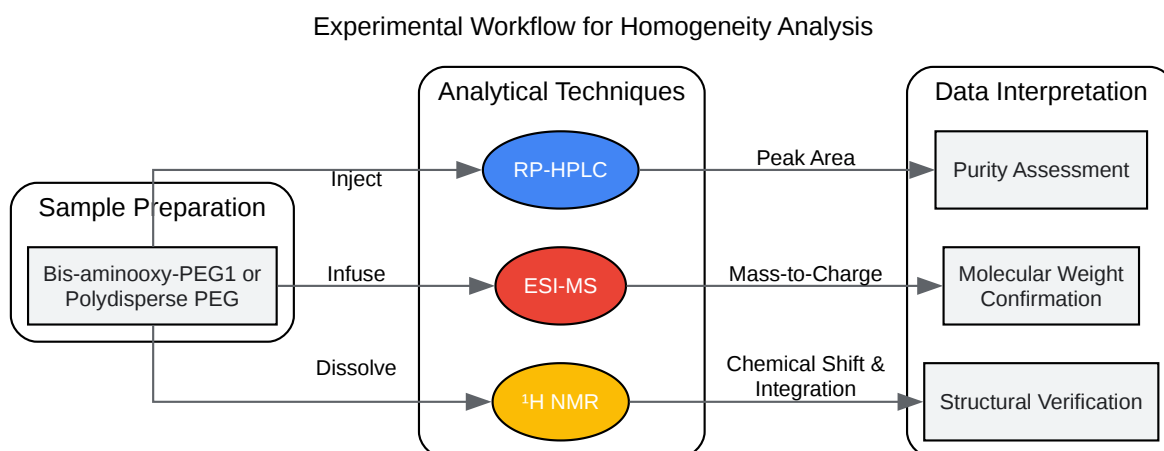 Experimental Workflow for Homogeneity Analysis
Sample Preparation
Bis-aminooxy-PEG1 or
Polydisperse PEG
Inject
Infuse
Dissolve
Analytical Techniques
RP-HPLC
ESI-MS
¹H NMR
Peak Area
Mass-to-Charge
Chemical Shift &
Integration
Data Interpretation
Purity Assessment
Molecular Weight
Confirmation
Structural Verification